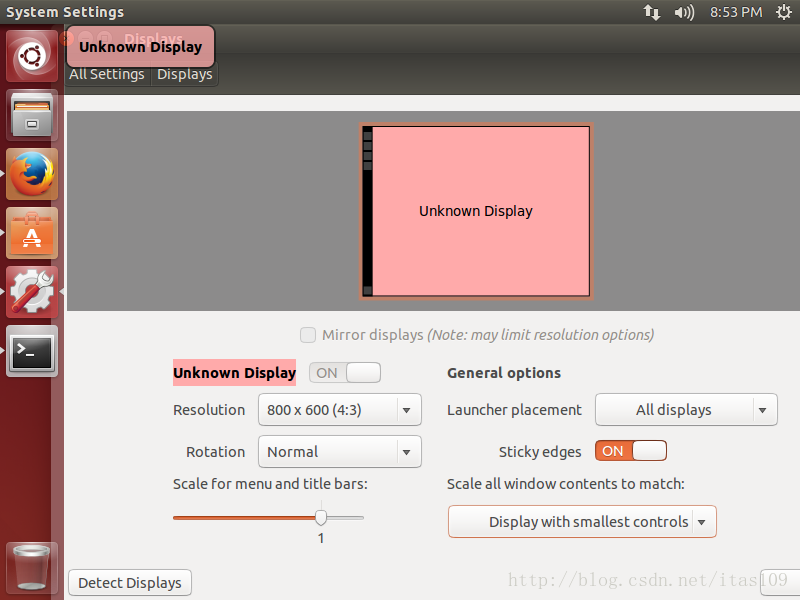 System Settings
8:53 PM
Displays
Unknown Display
All Settings
Displays
Unknown Display
Mirror displays (Note: may limit resolution options)
Unknown Display
ON
General options
Resolution
800 x 600 (4:3)
Launcher placement
All displays
Rotation
Normal
Sticky edges
ON
Scale for menu and title bars:
Scale all window contents to match:
Display with smallest controls
1
Detect Displays
http://blog.csdn.net/itas109